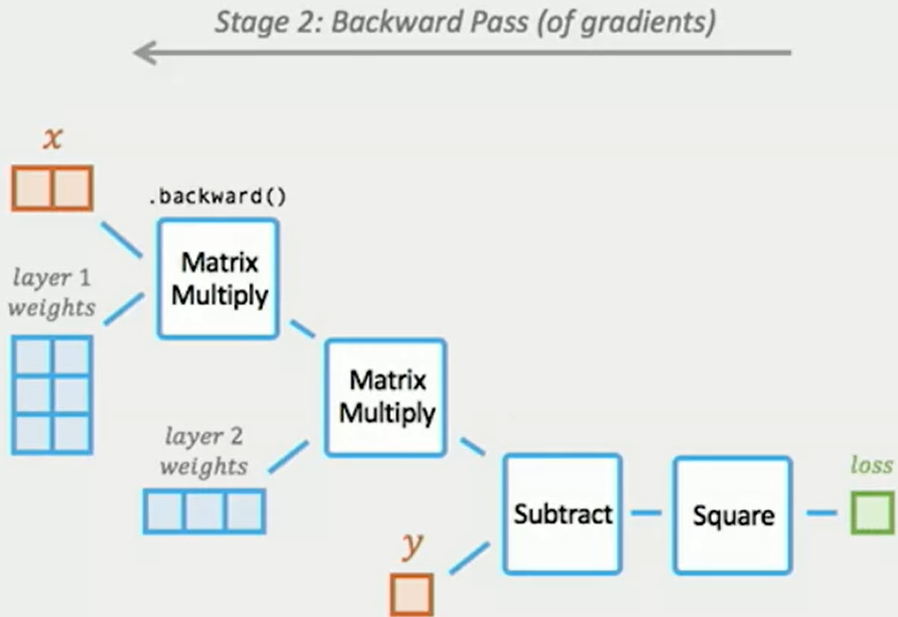 Stage 2: Backward Pass (of gradients)
x
.backward()
Matrix
Multiply
layer 1
weights
Matrix
Multiply
layer 2
weights
loss
Subtract
Square
y